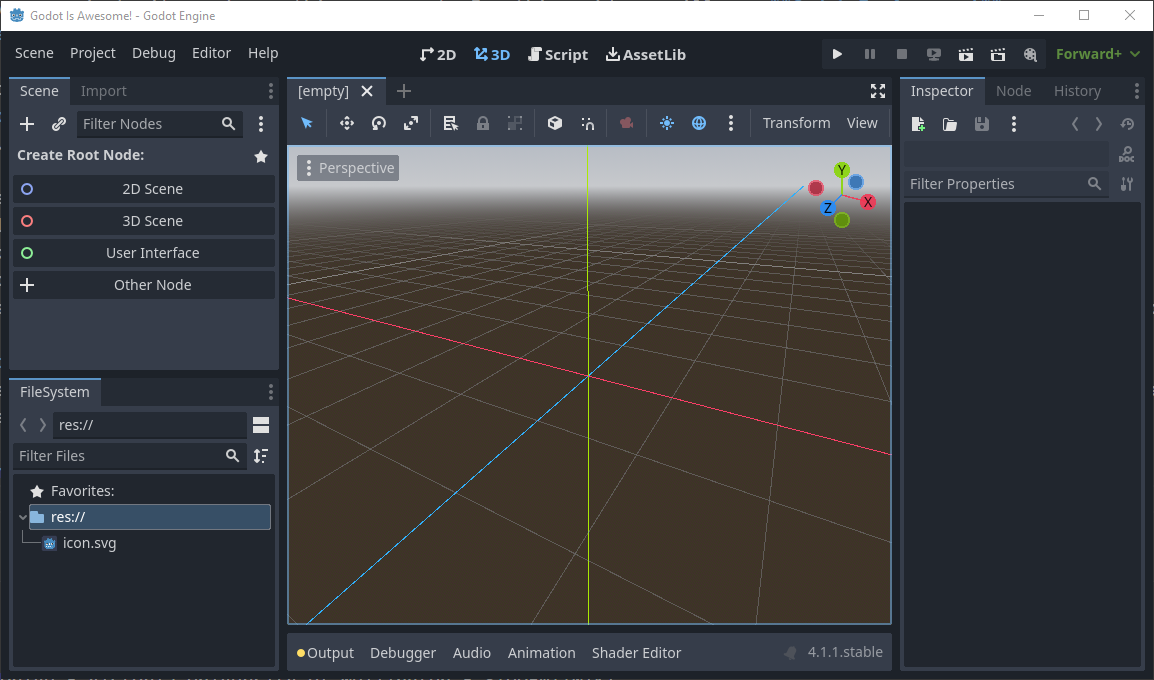 Godot Is Awesome! - Godot Engine
Scene Project Debug Editor Help 2D 3D Script AssetLib Forward+
Scene Import
Filter Nodes
Create Root Node:
2D Scene
3D Scene
User Interface
Other Node
FileSystem
res://
Filter Files
Favorites:
res://
icon.svg
[empty]
Transform View
Perspective
Y
X
Z
Output Debugger Audio Animation Shader Editor 4.1.1.stable
Inspector Node History
DOC
Filter Properties